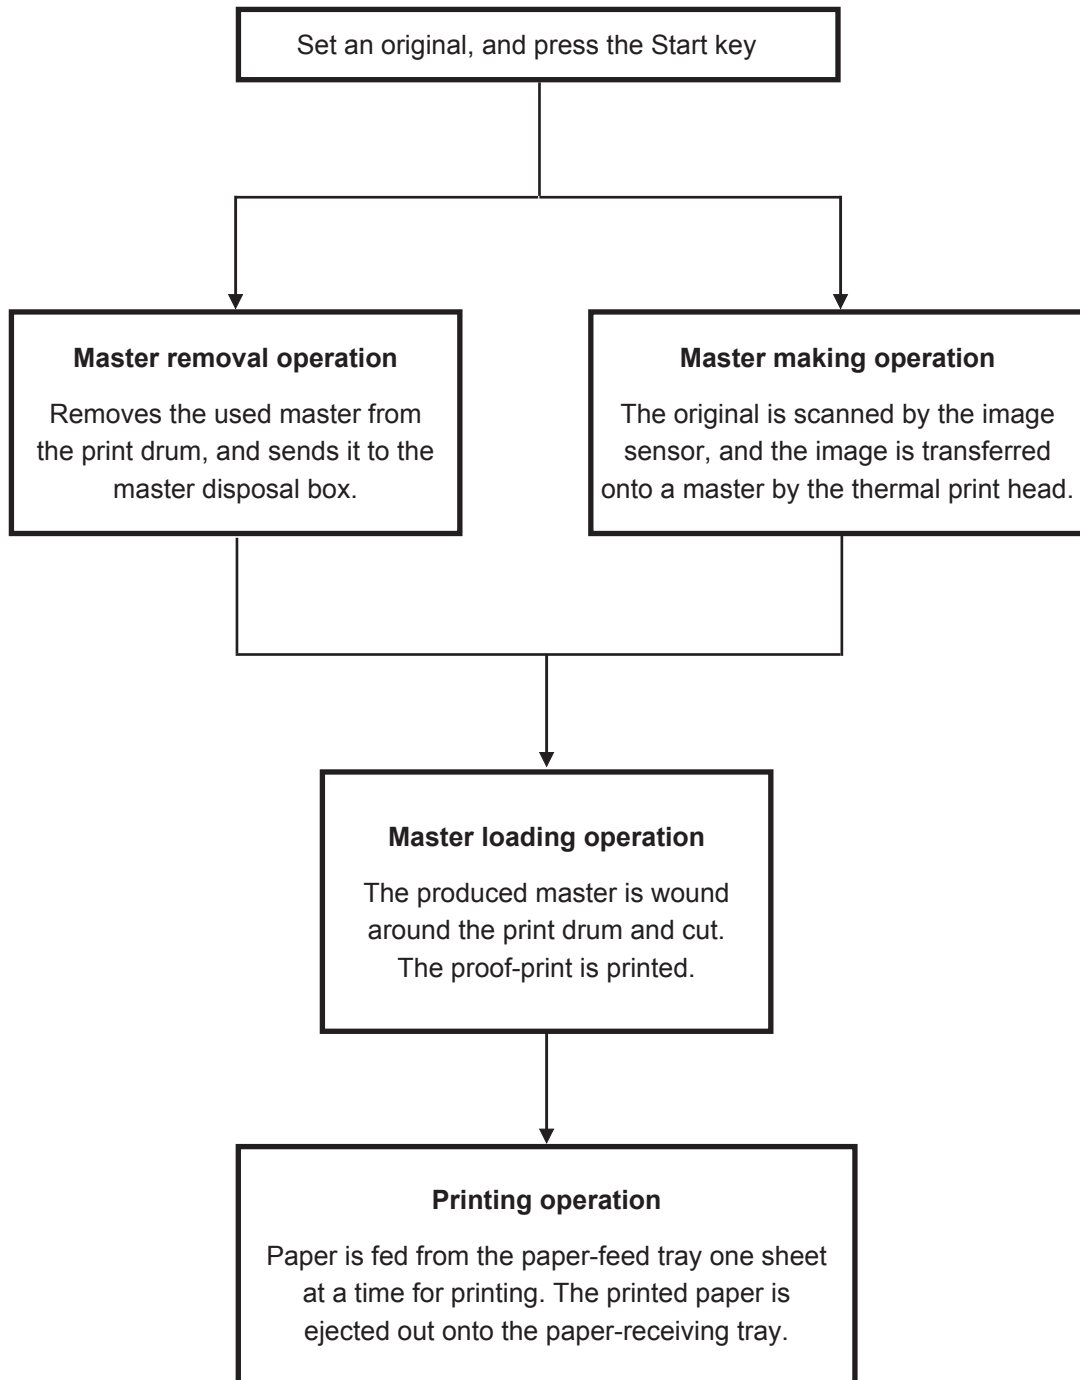 Set an original, and press the Start key
Master removal operation
Removes the used master from
the print drum, and sends it to the
master disposal box.
Master making operation
The original is scanned by the image
sensor, and the image is transferred
onto a master by the thermal print head.
Master loading operation
The produced master is wound
around the print drum and cut.
The proof-print is printed.
Printing operation
Paper is fed from the paper-feed tray one sheet
at a time for printing. The printed paper is
ejected out onto the paper-receiving tray.